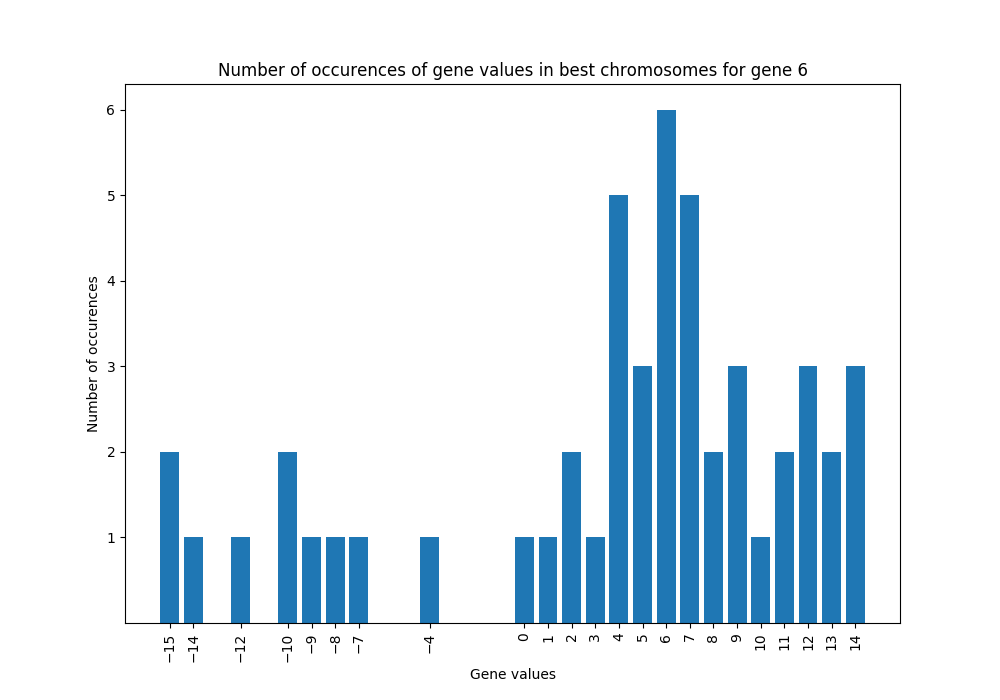 Number of occurences of gene values in best chromosomes for gene 6
6
5
4
3
2
1
Number of occurences
−15 −14 −12 −10 −9 −8 −7 −4 0 1 2 3 4 5 6 7 8 9 10 11 12 13 14
Gene values